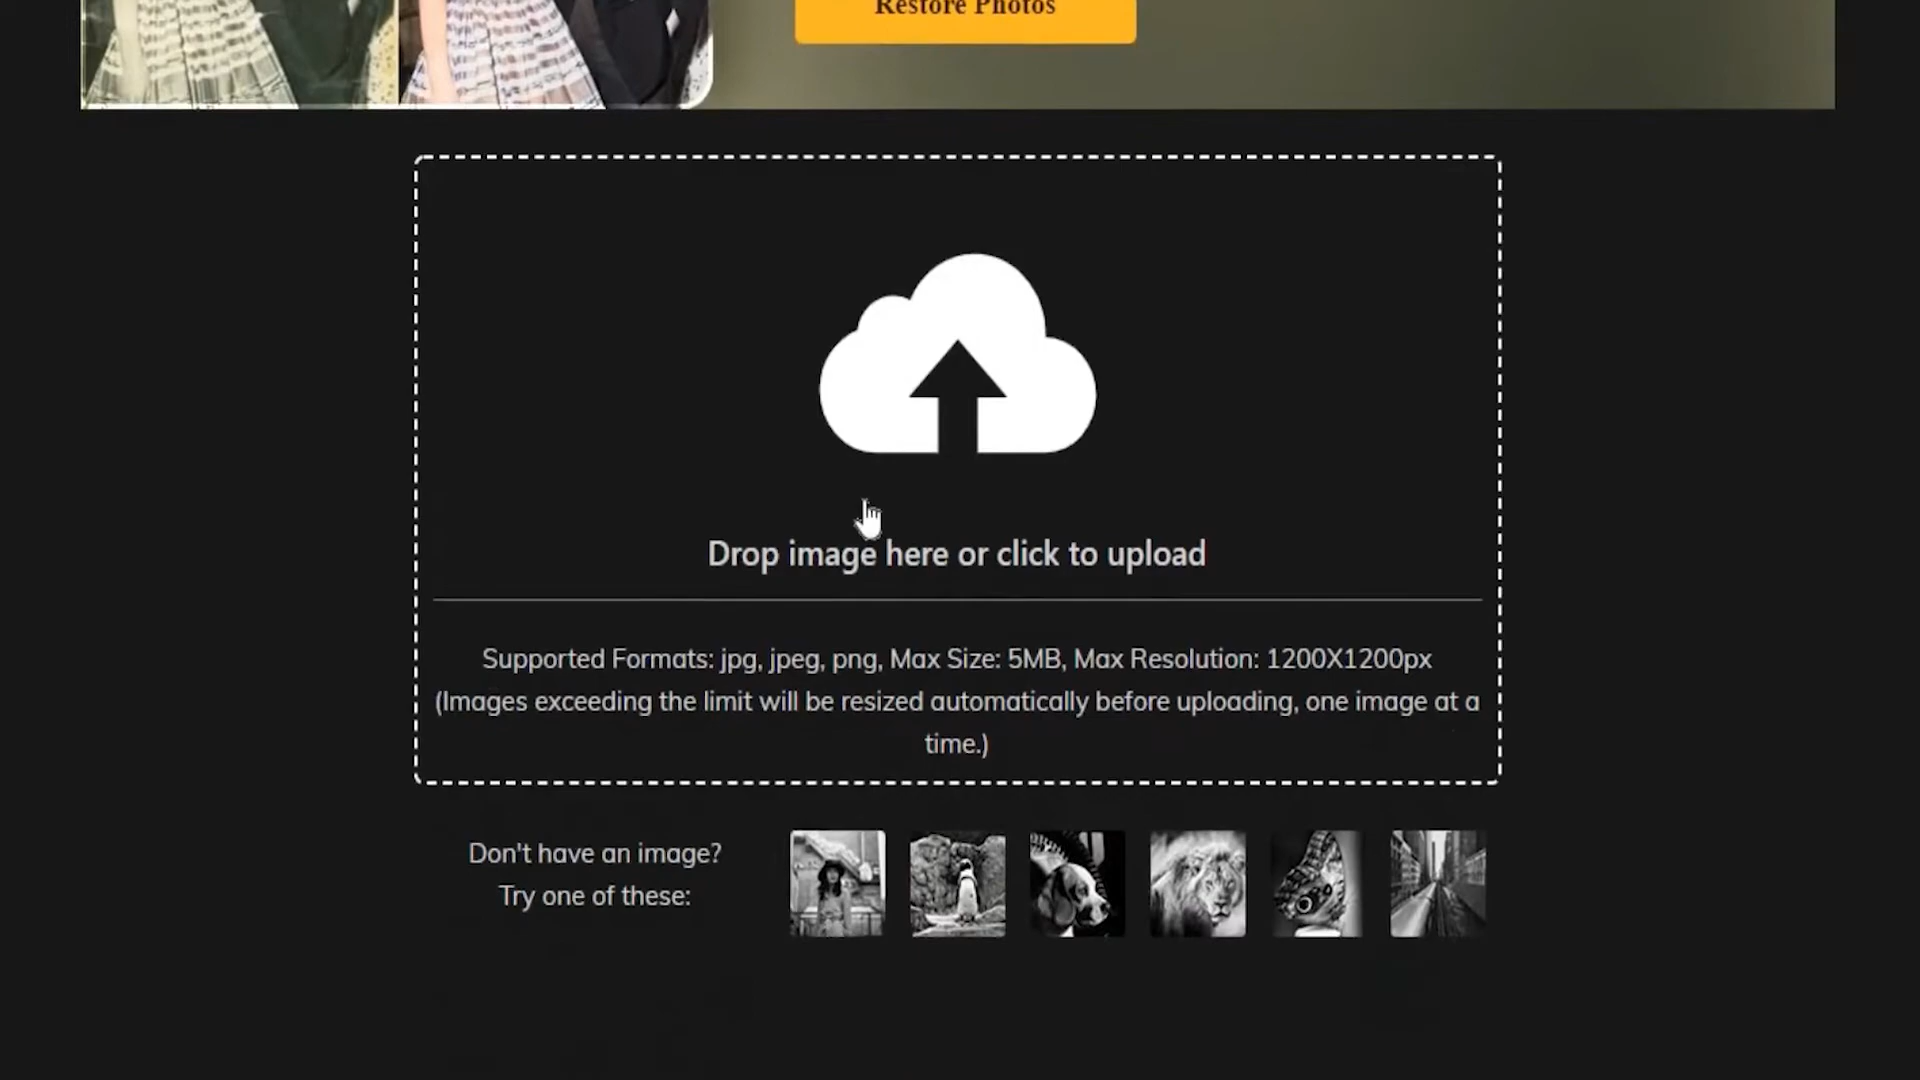 Restore Photos
Drop image here or click to upload
Supported Formats: jpg, jpeg, png, Max Size: 5MB, Max Resolution: 1200X1200px
(Images exceeding the limit will be resized automatically before uploading, one image at a
time.)
Don't have an image?
Try one of these: